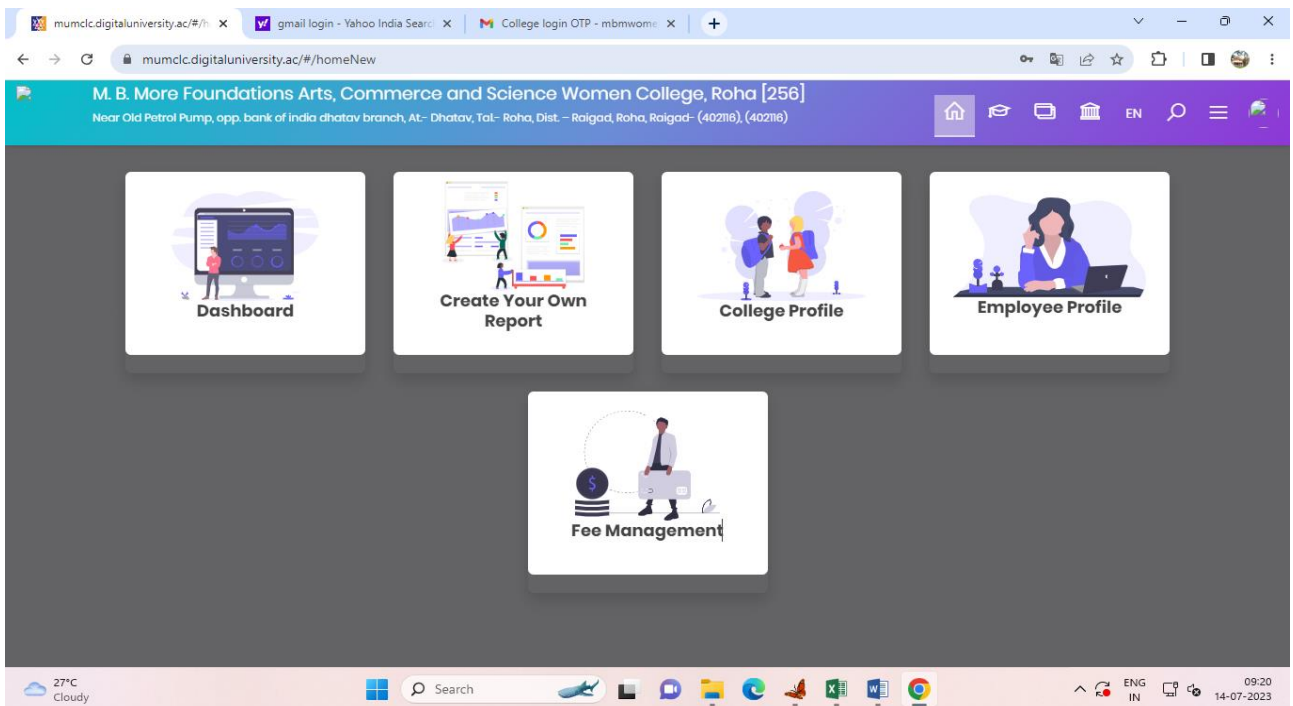 mumclc.digitaluniversity.ac/#/h
gmail login - Yahoo India Searc
College login OTP - mbmwome
mumclc.digitaluniversity.ac/#/homeNew
M. B. More Foundations Arts, Commerce and Science Women College, Roha [256]
Near Old Petrol Pump, opp. bank of india dhatav branch, At.- Dhatav, Tal.- Roha, Dist. – Raigad, Roha, Raigad- (402116), (402116)
EN
Dashboard
Create Your Own
Report
College Profile
Employee Profile
Fee Management
27°C
Cloudy
Search
ENG
IN
09:20
14-07-2023